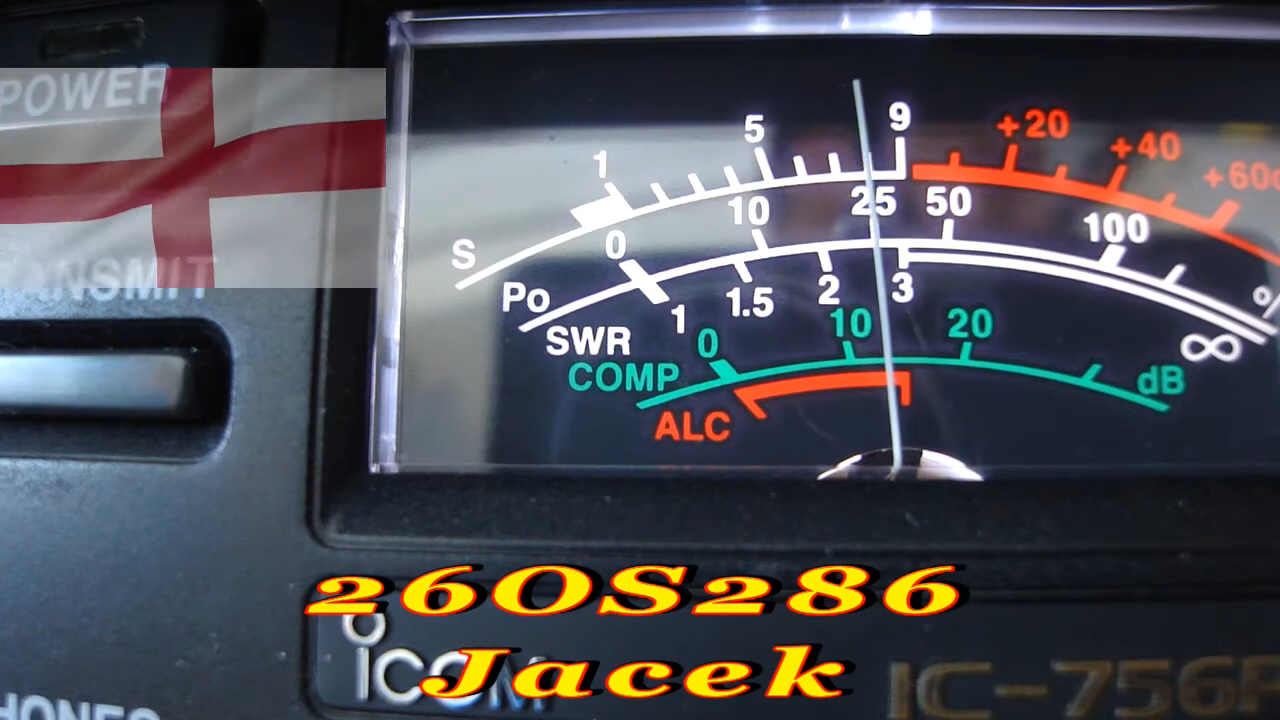 POWER
TRANSMIT
S 1 5 9 +20 +40 +60
Po 0 10 25 50 100
SWR 1 1.5 2 3 ∞
COMP 0 10 20 dB
ALC
26OS286
Jacek
ICOM
IC-756P